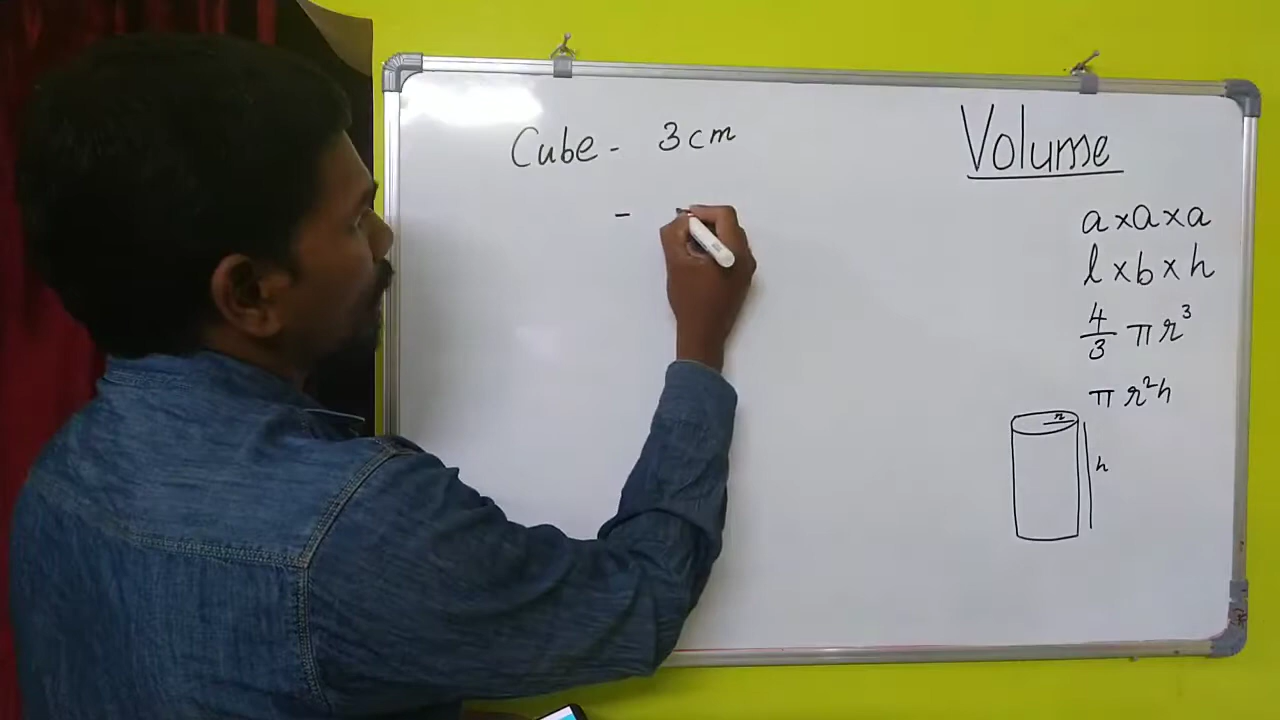 Cube - 3cm
-
Volume
a×a×a
l×b×h
4/3 πr³
πr²h
r
h